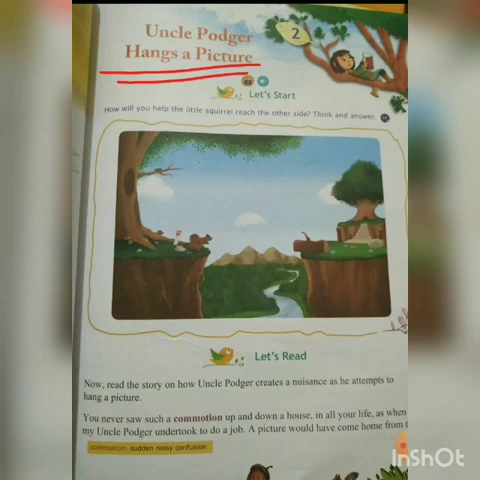 Uncle Podger
2
Hangs a Picture
Let's Start
How will you help the little squirrel reach the other side? Think and answer.
Let's Read
Now, read the story on how Uncle Podger creates a nuisance as he attempts to
hang a picture.
You never saw such a commotion up and down a house, in all your life, as when
my Uncle Podger undertook to do a job. A picture would have come home from
commotion: sudden noisy confusion
InShOt